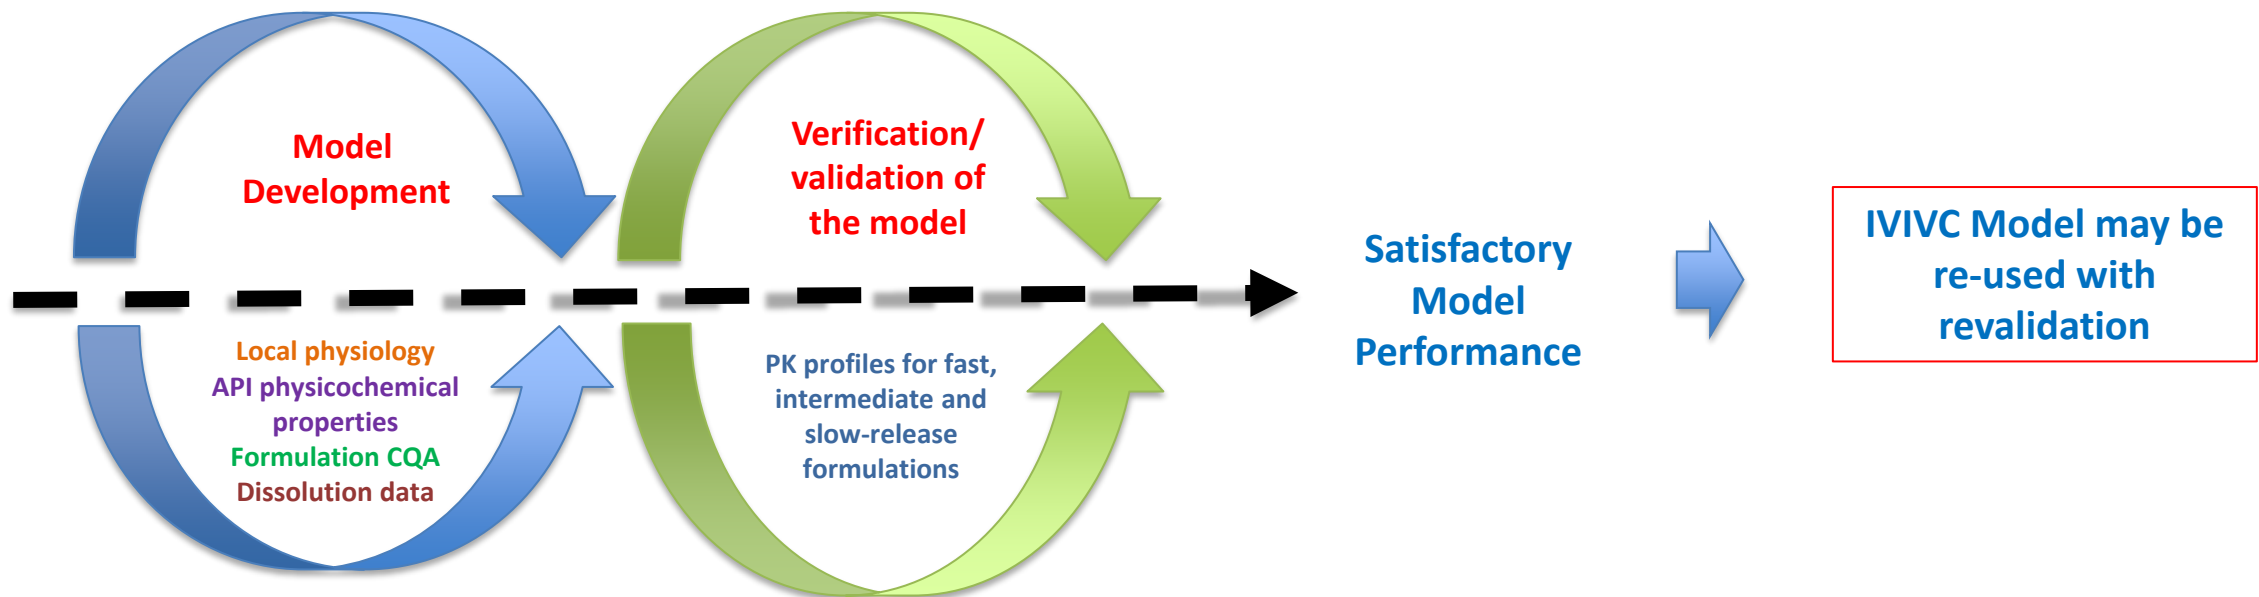 Model
Development
Local physiology
API physicochemical
properties
Formulation CQA
Dissolution data
Verification/
validation of
the model
PK profiles for fast,
intermediate and
slow-release
formulations
Satisfactory
Model
Performance
IVIVC Model may be
re-used with
revalidation